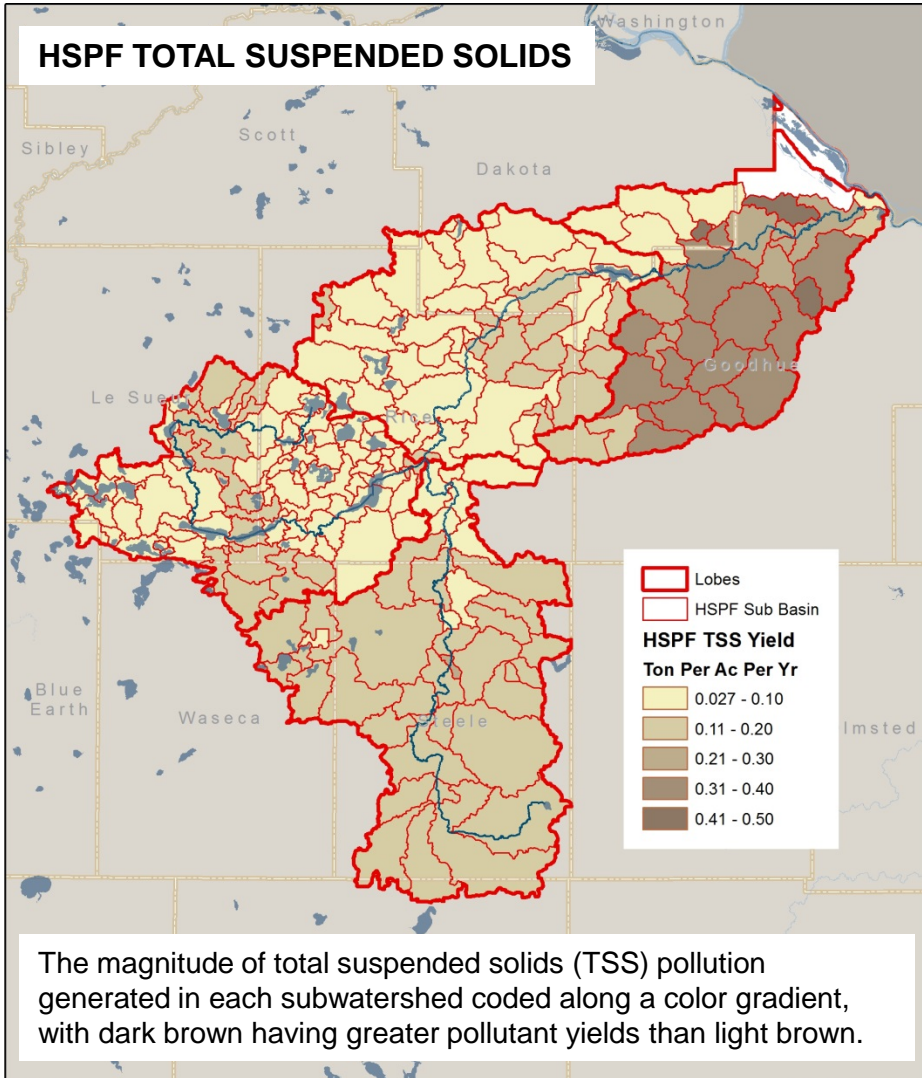 Washington
HSPF TOTAL SUSPENDED SOLIDS
Scott
Sibley
Dakota
Goodhue
Le Sueur
Rice
Lobes
HSPF Sub Basin
HSPF TSS Yield
Ton Per Ac Per Yr
0.027 - 0.10
0.11 - 0.20
0.21 - 0.30
0.31 - 0.40
0.41 - 0.50
Blue
Earth
Waseca
Steele
lmsted
The magnitude of total suspended solids (TSS) pollution
generated in each subwatershed coded along a color gradient,
with dark brown having greater pollutant yields than light brown.